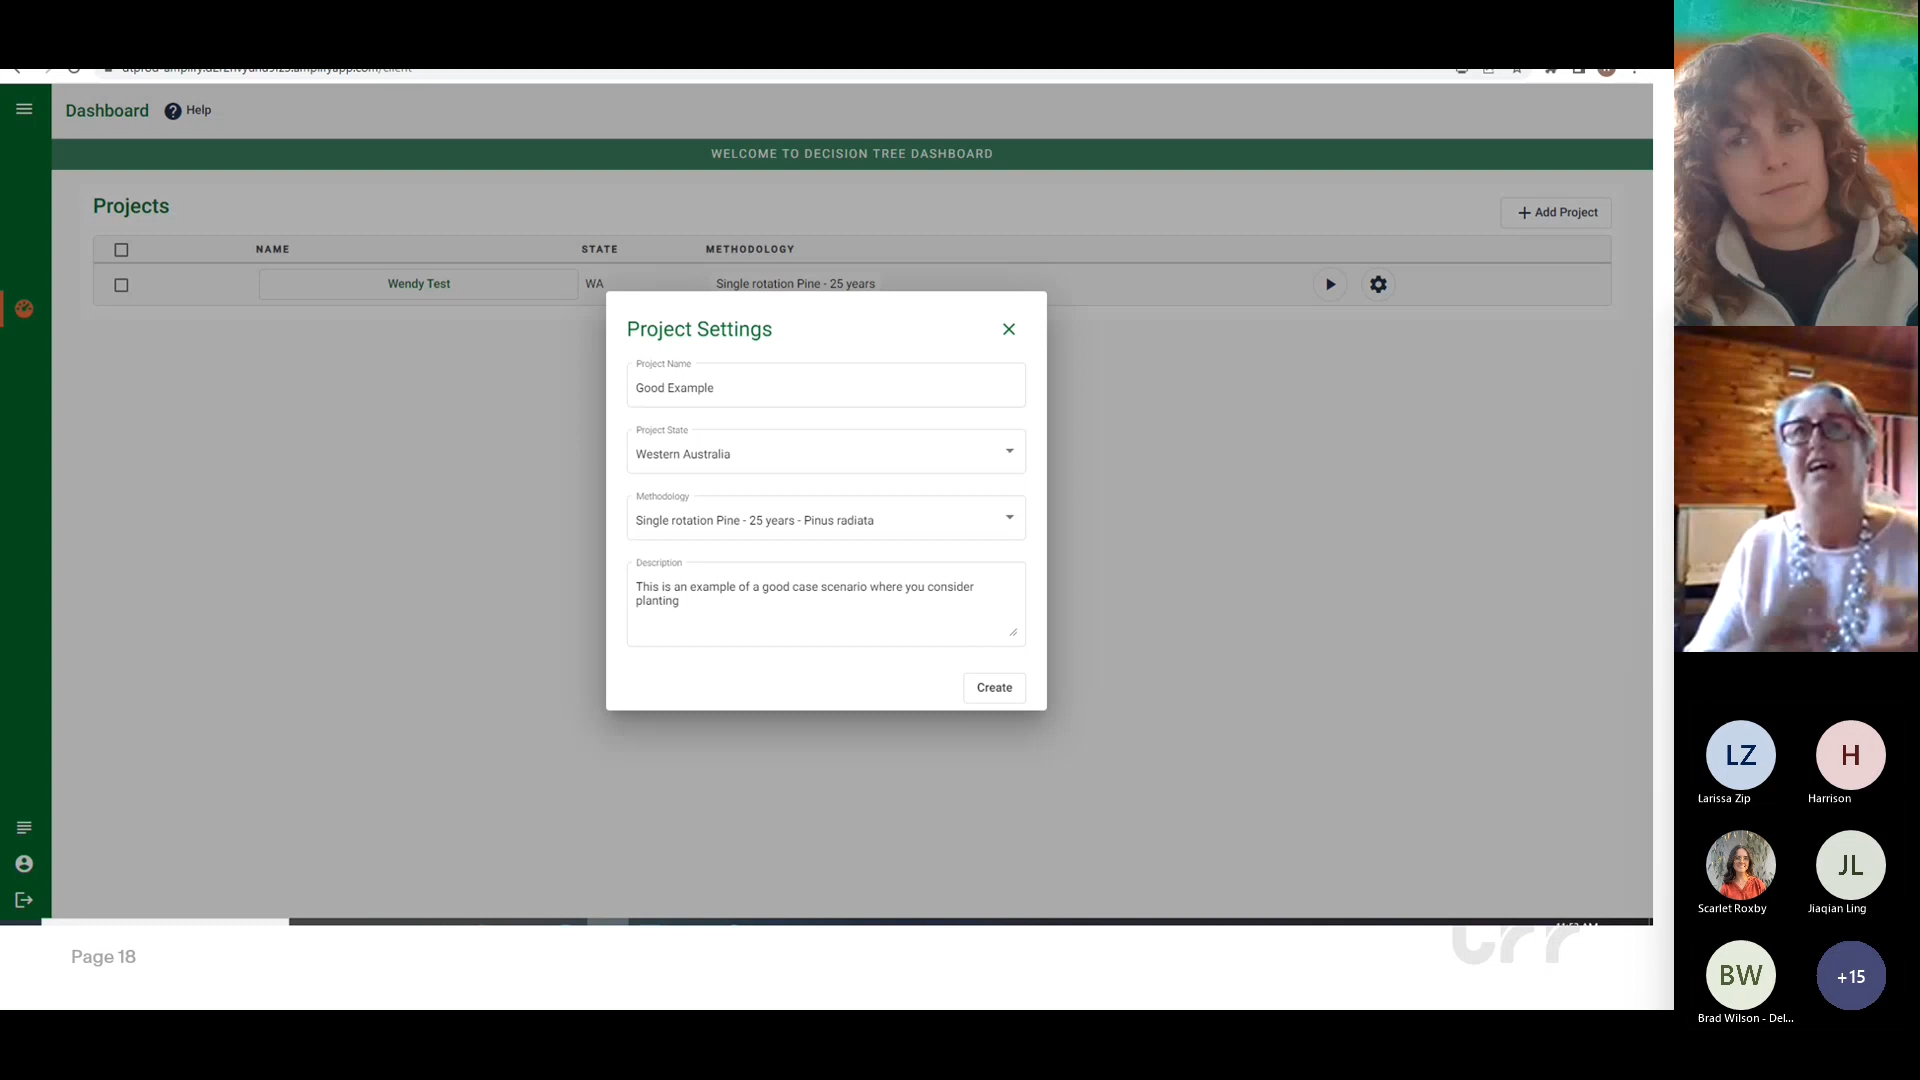 Dashboard
? Help
WELCOME TO DECISION TREE DASHBOARD
Projects
+ Add Project
NAME STATE METHODOLOGY
Wendy Test WA Single rotation Pine - 25 years
Project Settings
Project Name
Good Example
Project State
Western Australia
Methodology
Single rotation Pine - 25 years - Pinus radiata
Description
This is an example of a good case scenario where you consider
planting
Create
Page 18
crr
LZ H
Larissa Zip Harrison
JL
Scarlet Roxby Jiaqian Ling
BW +15
Brad Wilson - Del...